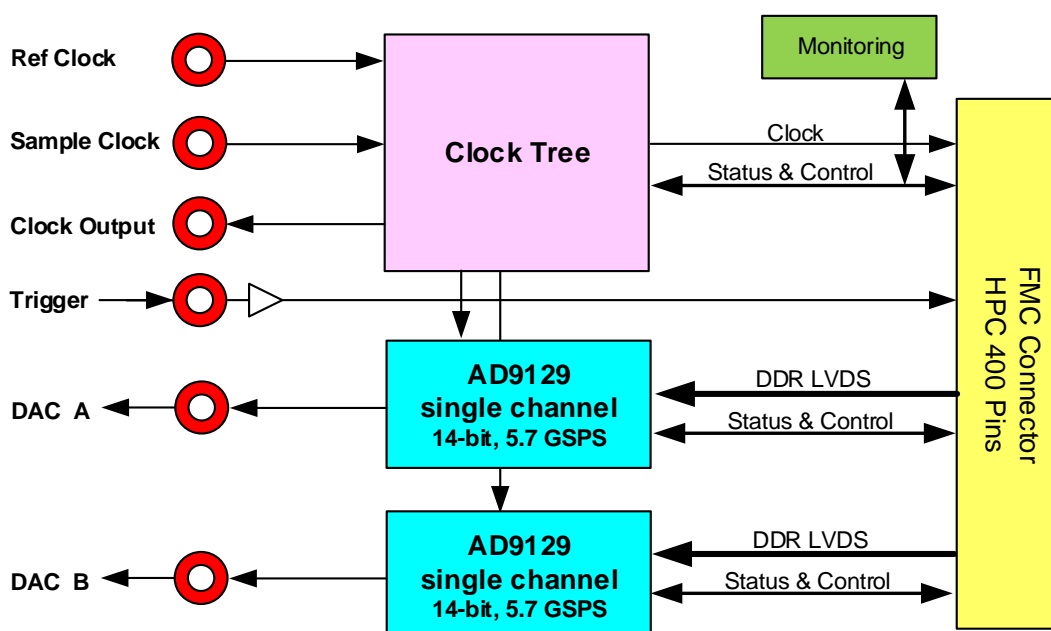 Ref Clock
Sample Clock
Clock Output
Trigger
DAC A
DAC B
Clock Tree
Monitoring
Clock
Status & Control
AD9129
single channel
14-bit, 5.7 GSPS
DDR LVDS
Status & Control
AD9129
single channel
14-bit, 5.7 GSPS
DDR LVDS
Status & Control
FMC Connector
HPC 400 Pins